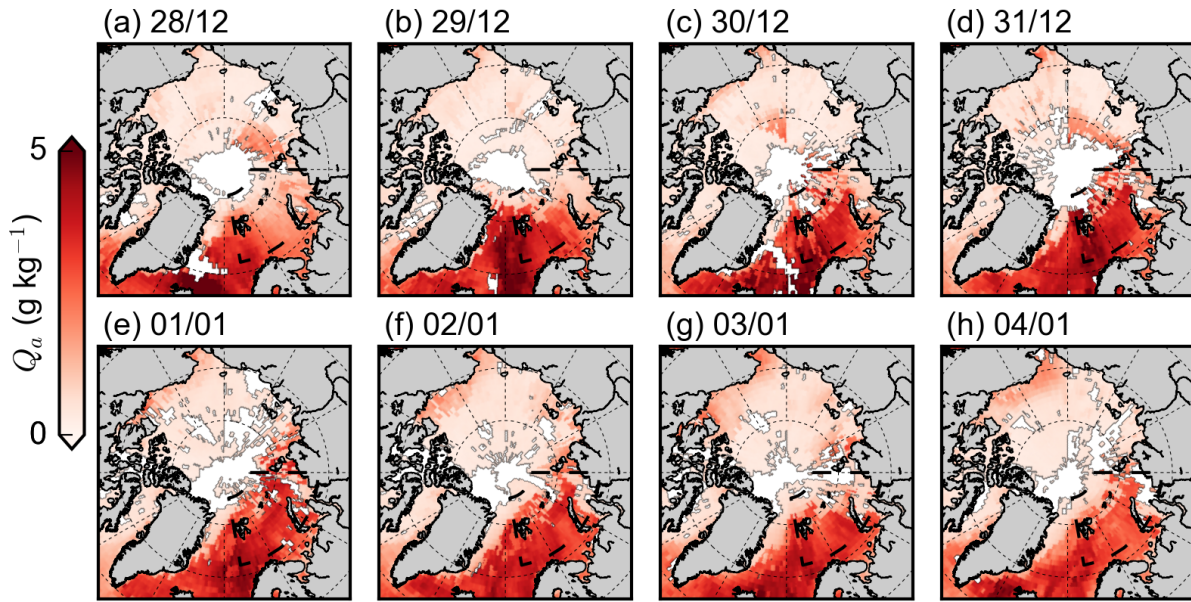 (a) 28/12
(b) 29/12
(c) 30/12
(d) 31/12
5
Qₐ (g kg⁻¹)
0
(e) 01/01
(f) 02/01
(g) 03/01
(h) 04/01